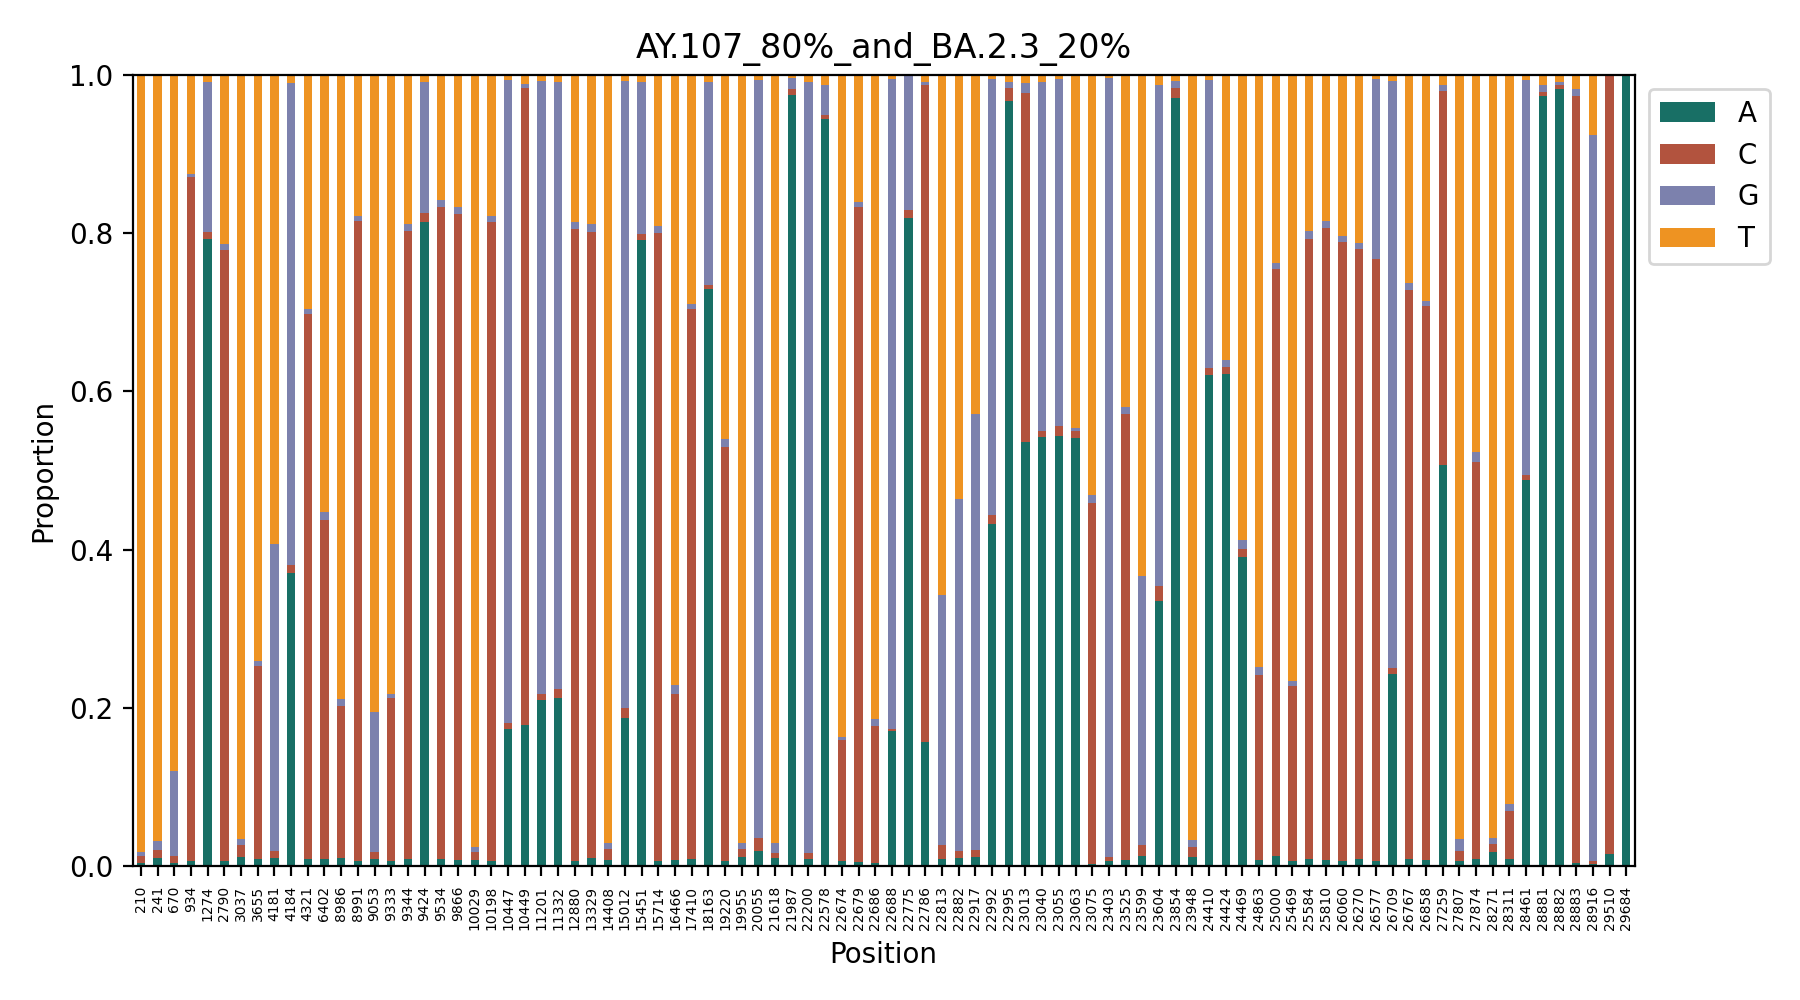 AY.107_80%_and_BA.2.3_20%
1.0
0.8
0.6
0.4
0.2
0.0
Proportion
A
C
G
T
210 241 670 934 1274 2790 3037 3655 4181 4184 4321 6402 8986 8991 9053 9333 9344 9424 9534 9866 10029 10198 10447 10449 11201 11332 12880 13329 14408 15012 15451 15714 16466 17410 18163 19220 19955 20055 21618 21987 22200 22578 22674 22679 22686 22688 22775 22786 22813 22882 22917 22992 22995 23013 23040 23055 23063 23075 23403 23525 23599 23604 23854 23948 24410 24424 24469 24863 25000 25469 25584 25810 26060 26270 26577 26709 26767 26858 27259 27807 27874 28271 28311 28461 28881 28882 28883 28916 29510 29684
Position